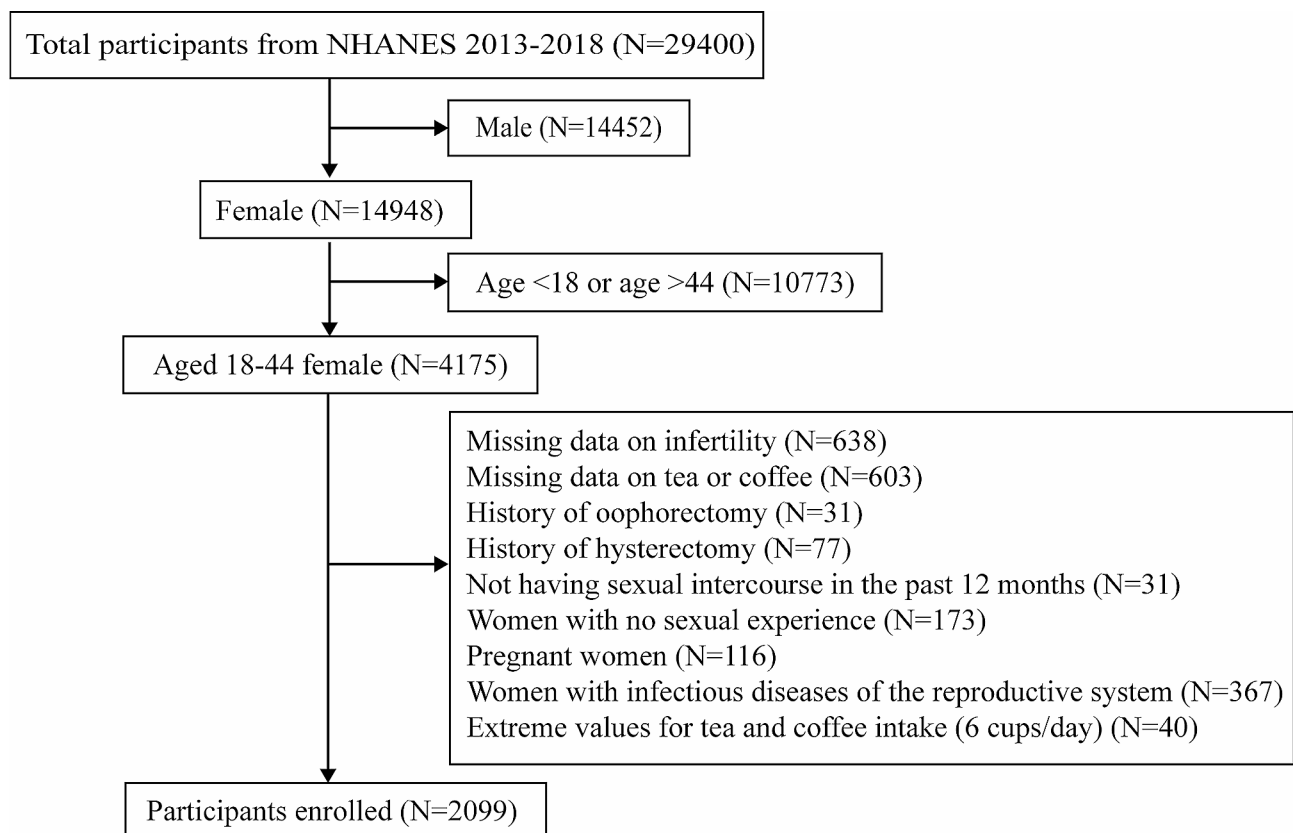 Total participants from NHANES 2013-2018 (N=29400)
Male (N=14452)
Female (N=14948)
Age <18 or age >44 (N=10773)
Aged 18-44 female (N=4175)
Missing data on infertility (N=638)
Missing data on tea or coffee (N=603)
History of oophorectomy (N=31)
History of hysterectomy (N=77)
Not having sexual intercourse in the past 12 months (N=31)
Women with no sexual experience (N=173)
Pregnant women (N=116)
Women with infectious diseases of the reproductive system (N=367)
Extreme values for tea and coffee intake (6 cups/day) (N=40)
Participants enrolled (N=2099)